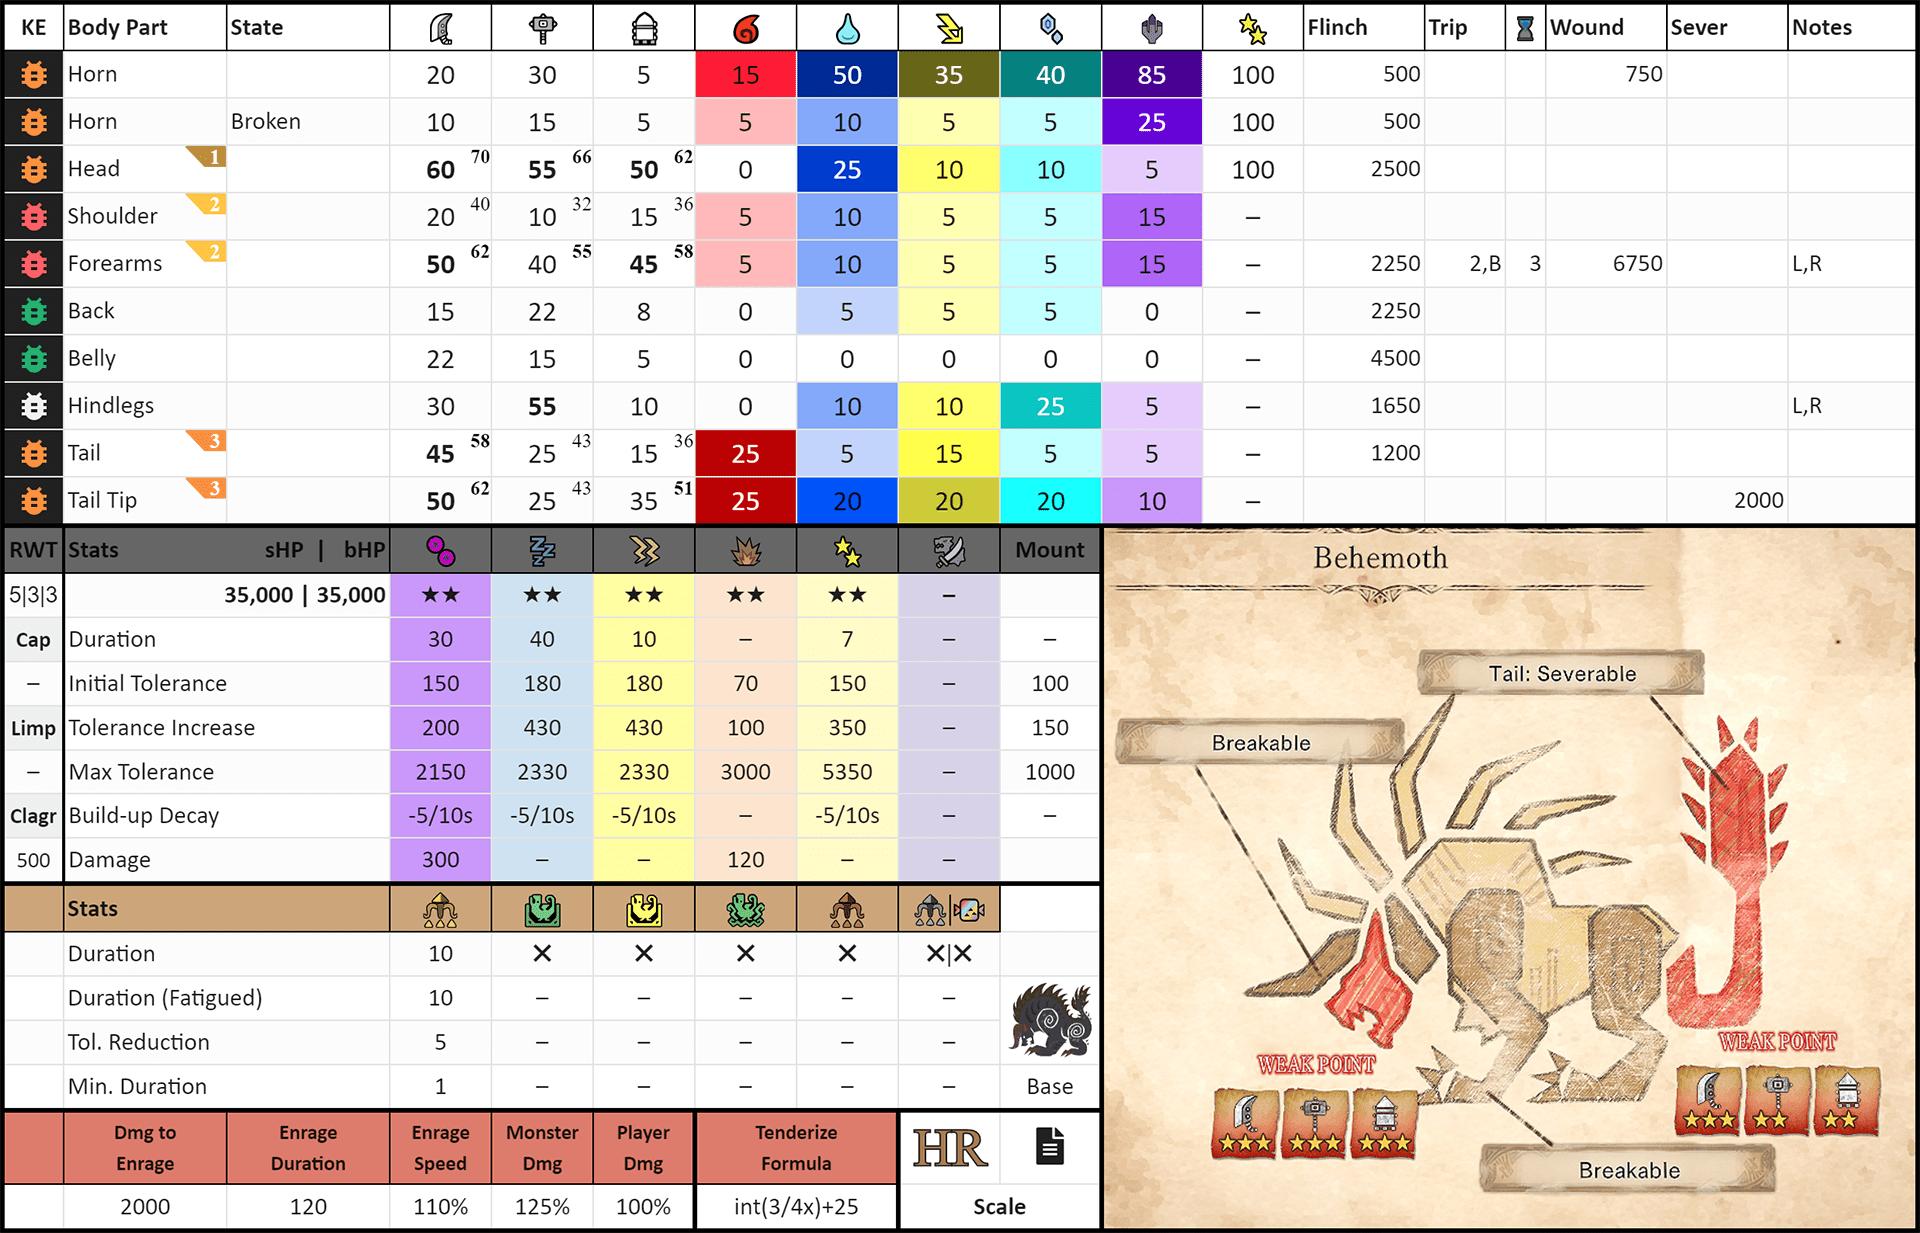 KE Body Part State Flinch Trip Wound Sever Notes
Horn 20 30 5 15 50 35 40 85 100 500 750
Horn Broken 10 15 5 5 10 5 5 25 100 500
Head 1 60 70 55 66 50 62 0 25 10 10 5 100 2500
Shoulder 2 20 40 10 32 15 36 5 10 5 5 15 –
Forearms 2 50 62 40 55 45 58 5 10 5 5 15 – 2250 2,B 3 6750 L,R
Back 15 22 8 0 5 5 5 0 – 2250
Belly 22 15 5 0 0 0 0 0 – 4500
Hindlegs 30 55 10 0 10 10 25 5 – 1650 L,R
Tail 3 45 58 25 43 15 36 25 5 15 5 5 – 1200
Tail Tip 3 50 62 25 43 35 51 25 20 20 20 10 – 2000
RWT Stats sHP | bHP Mount
5|3|3 35,000 | 35,000 ★★ ★★ ★★ ★★ ★★ –
Cap Duration 30 40 10 – 7 – –
– Initial Tolerance 150 180 180 70 150 – 100
Limp Tolerance Increase 200 430 430 100 350 – 150
– Max Tolerance 2150 2330 2330 3000 5350 – 1000
Clagr Build-up Decay -5/10s -5/10s -5/10s – -5/10s – –
500 Damage 300 – – 120 – –
Stats
Duration 10 ✕ ✕ ✕ ✕ ✕|✕
Duration (Fatigued) 10 – – – – –
Tol. Reduction 5 – – – – –
Min. Duration 1 – – – – – Base
Dmg to Enrage Enrage Duration Enrage Speed Monster Dmg Player Dmg Tenderize Formula HR
2000 120 110% 125% 100% int(3/4x)+25 Scale
Behemoth
Tail: Severable
Breakable
WEAK POINT
WEAK POINT
Breakable